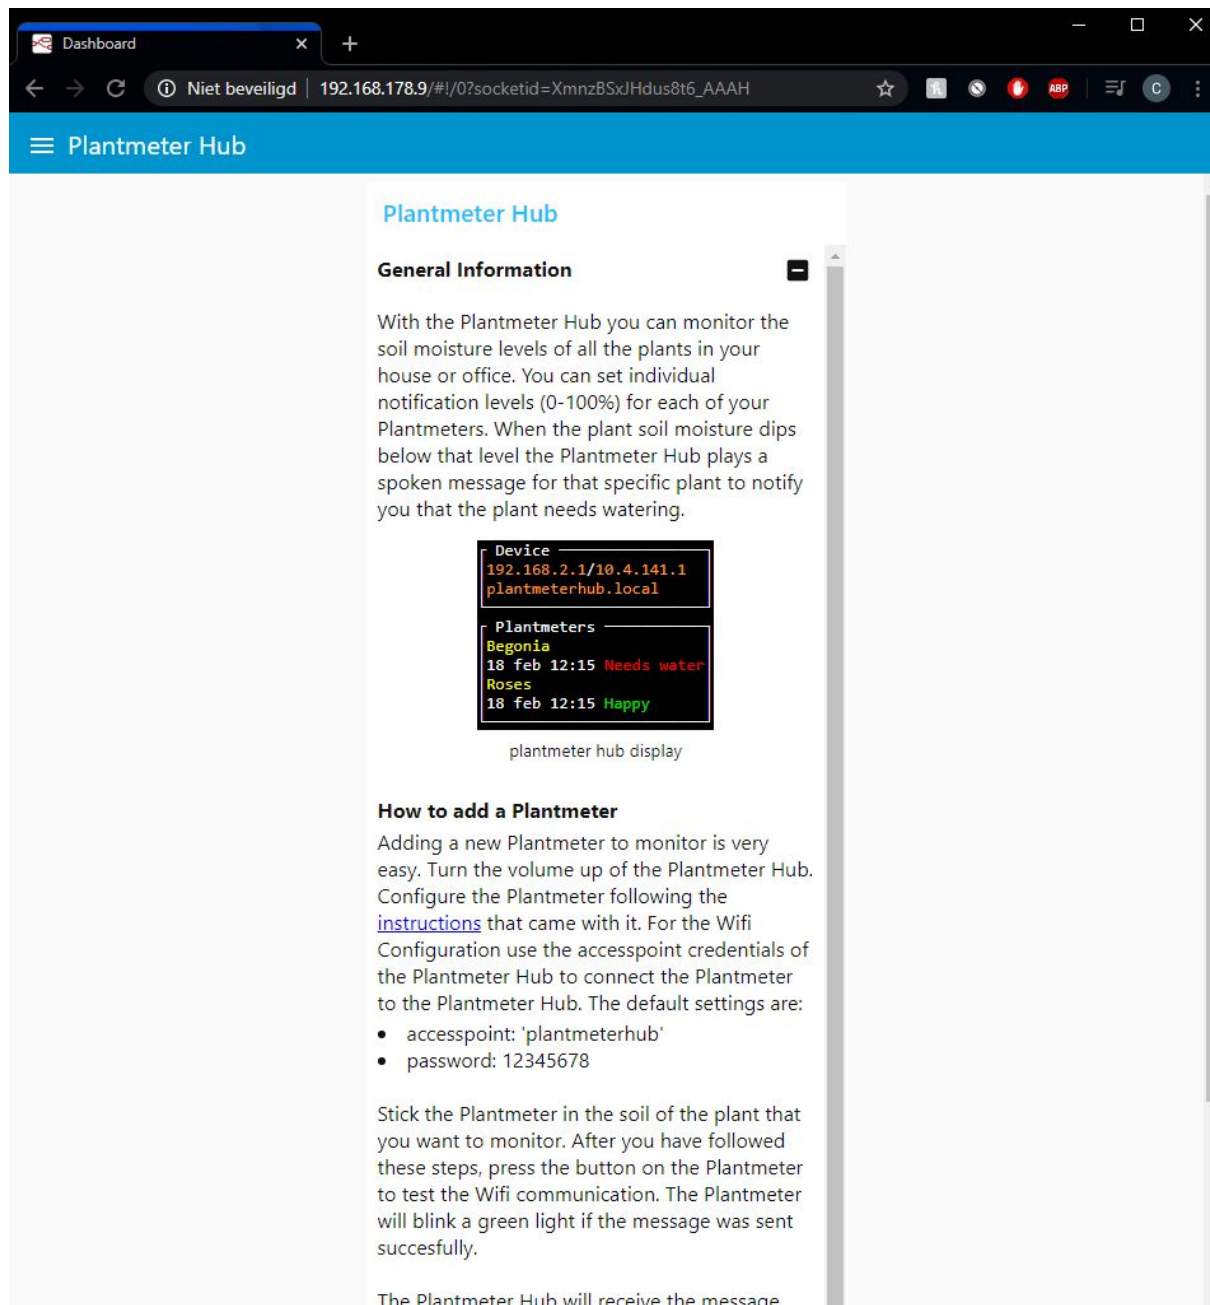 Dashboard
Niet beveiligd | 192.168.178.9/#!/0?socketid=XmnzBSxJHdus8t6_AAAH
ABP
C
Plantmeter Hub
Plantmeter Hub
General Information
With the Plantmeter Hub you can monitor the
soil moisture levels of all the plants in your
house or office. You can set individual
notification levels (0-100%) for each of your
Plantmeters. When the plant soil moisture dips
below that level the Plantmeter Hub plays a
spoken message for that specific plant to notify
you that the plant needs watering.
Device
192.168.2.1/10.4.141.1
plantmeterhub.local
Plantmeters
Begonia
18 feb 12:15 Needs water
Roses
18 feb 12:15 Happy
plantmeter hub display
How to add a Plantmeter
Adding a new Plantmeter to monitor is very
easy. Turn the volume up of the Plantmeter Hub.
Configure the Plantmeter following the
instructions that came with it. For the Wifi
Configuration use the accesspoint credentials of
the Plantmeter Hub to connect the Plantmeter
to the Plantmeter Hub. The default settings are:
• accesspoint: 'plantmeterhub'
• password: 12345678
Stick the Plantmeter in the soil of the plant that
you want to monitor. After you have followed
these steps, press the button on the Plantmeter
to test the Wifi communication. The Plantmeter
will blink a green light if the message was sent
succesfully.
The Plantmeter Hub will receive the message